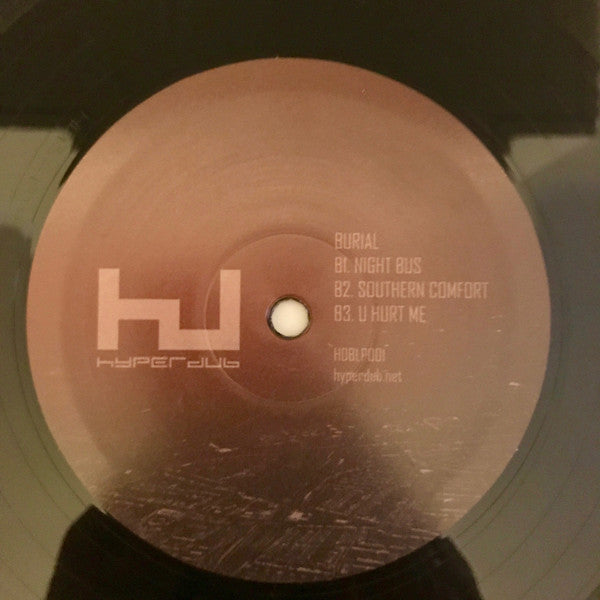 hyperdub
BURIAL
B1. NIGHT BUS
B2. SOUTHERN COMFORT
B3. U HURT ME
HDBLP001
hyperdub.net